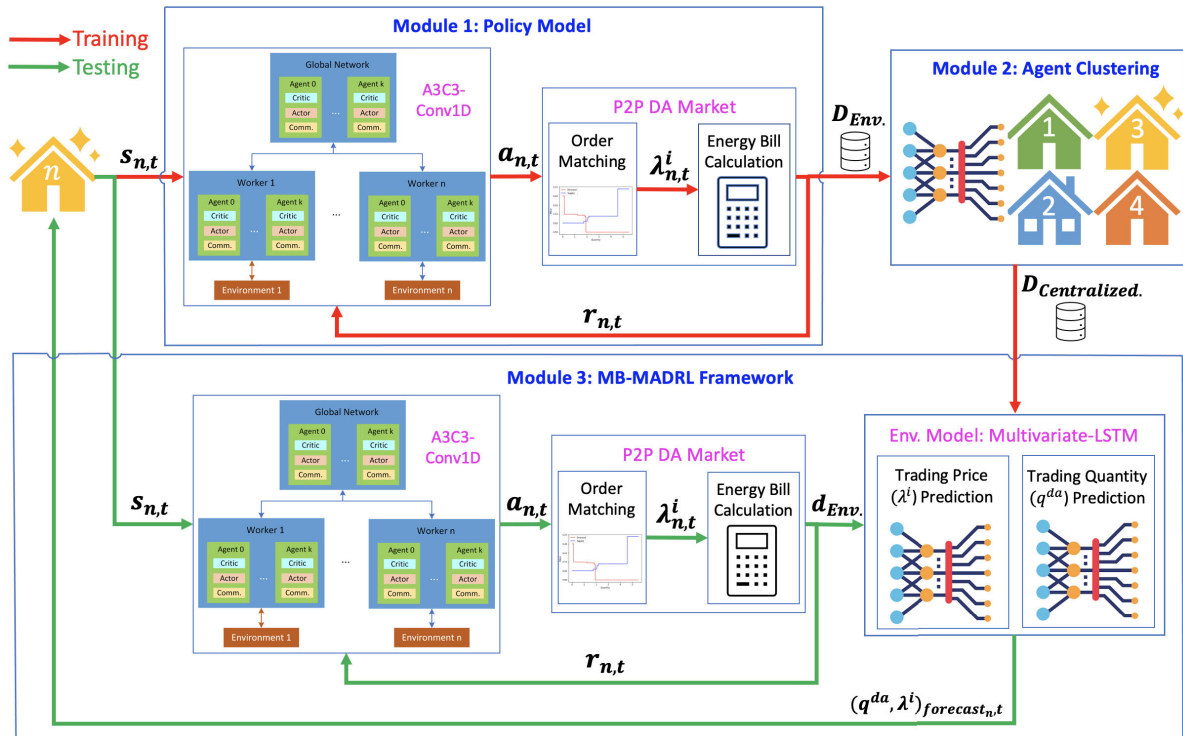 Training
Testing
n
s_{n,t}
Module 1: Policy Model
Global Network
Agent 0
Agent k
Critic
Critic
Actor
Actor
...
Comm.
Comm.
A3C3-
Conv1D
Worker 1
Agent 0
Agent k
Critic
Critic
Actor
Actor
...
Comm.
Comm.
...
Worker n
Agent 0
Agent k
Critic
Critic
Actor
Actor
...
Comm.
Comm.
Environment 1
Environment n
a_{n,t}
P2P DA Market
Order
Matching
λ^i_{n,t}
Energy Bill
Calculation
r_{n,t}
D_{Env.}
Module 2: Agent Clustering
1
3
2
4
D_{Centralized.}
Module 3: MB-MADRL Framework
s_{n,t}
Global Network
Agent 0
Agent k
Critic
Critic
Actor
Actor
...
Comm.
Comm.
A3C3-
Conv1D
Worker 1
Agent 0
Agent k
Critic
Critic
Actor
Actor
...
Comm.
Comm.
...
Worker n
Agent 0
Agent k
Critic
Critic
Actor
Actor
...
Comm.
Comm.
Environment 1
Environment n
a_{n,t}
P2P DA Market
Order
Matching
λ^i_{n,t}
Energy Bill
Calculation
d_{Env.}
r_{n,t}
Env. Model: Multivariate-LSTM
Trading Price
(λ^i) Prediction
Trading Quantity
(q^{da}) Prediction
(q^{da}, λ^i)_{forecast_{n,t}}